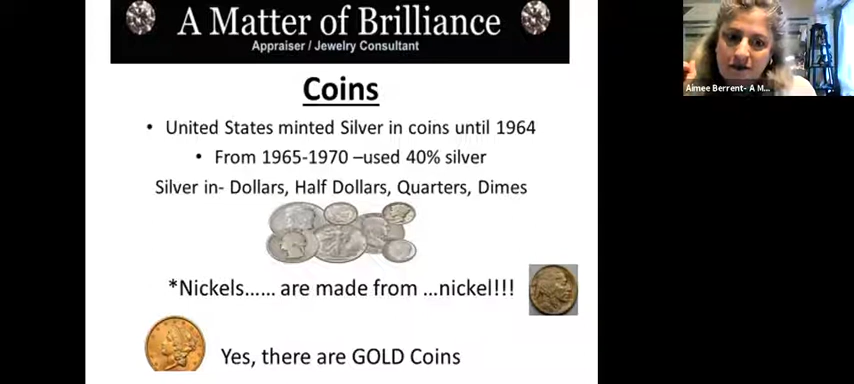 A Matter of Brilliance
Appraiser / Jewelry Consultant
Coins
• United States minted Silver in coins until 1964
• From 1965-1970 –used 40% silver
Silver in- Dollars, Half Dollars, Quarters, Dimes
*Nickels...... are made from ...nickel!!!
Yes, there are GOLD Coins
Aimee Berrent- A M...